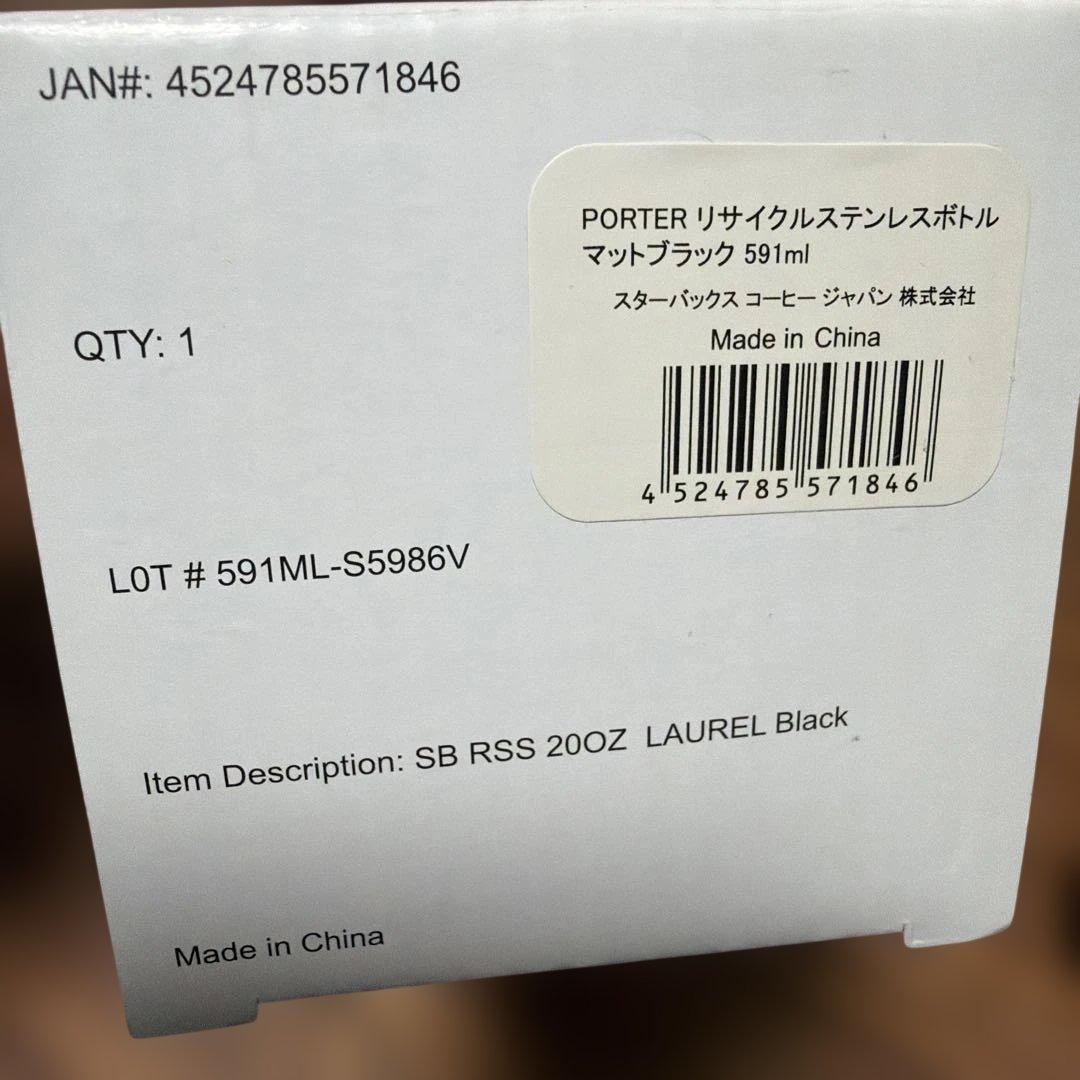 JAN#: 4524785571846
PORTER リサイクルステンレスボトル
マットブラック 591ml
スターバックス コーヒー ジャパン 株式会社
Made in China
4 524785 571846
QTY: 1
L0T # 591ML-S5986V
Item Description: SB RSS 20OZ LAUREL Black
Made in China